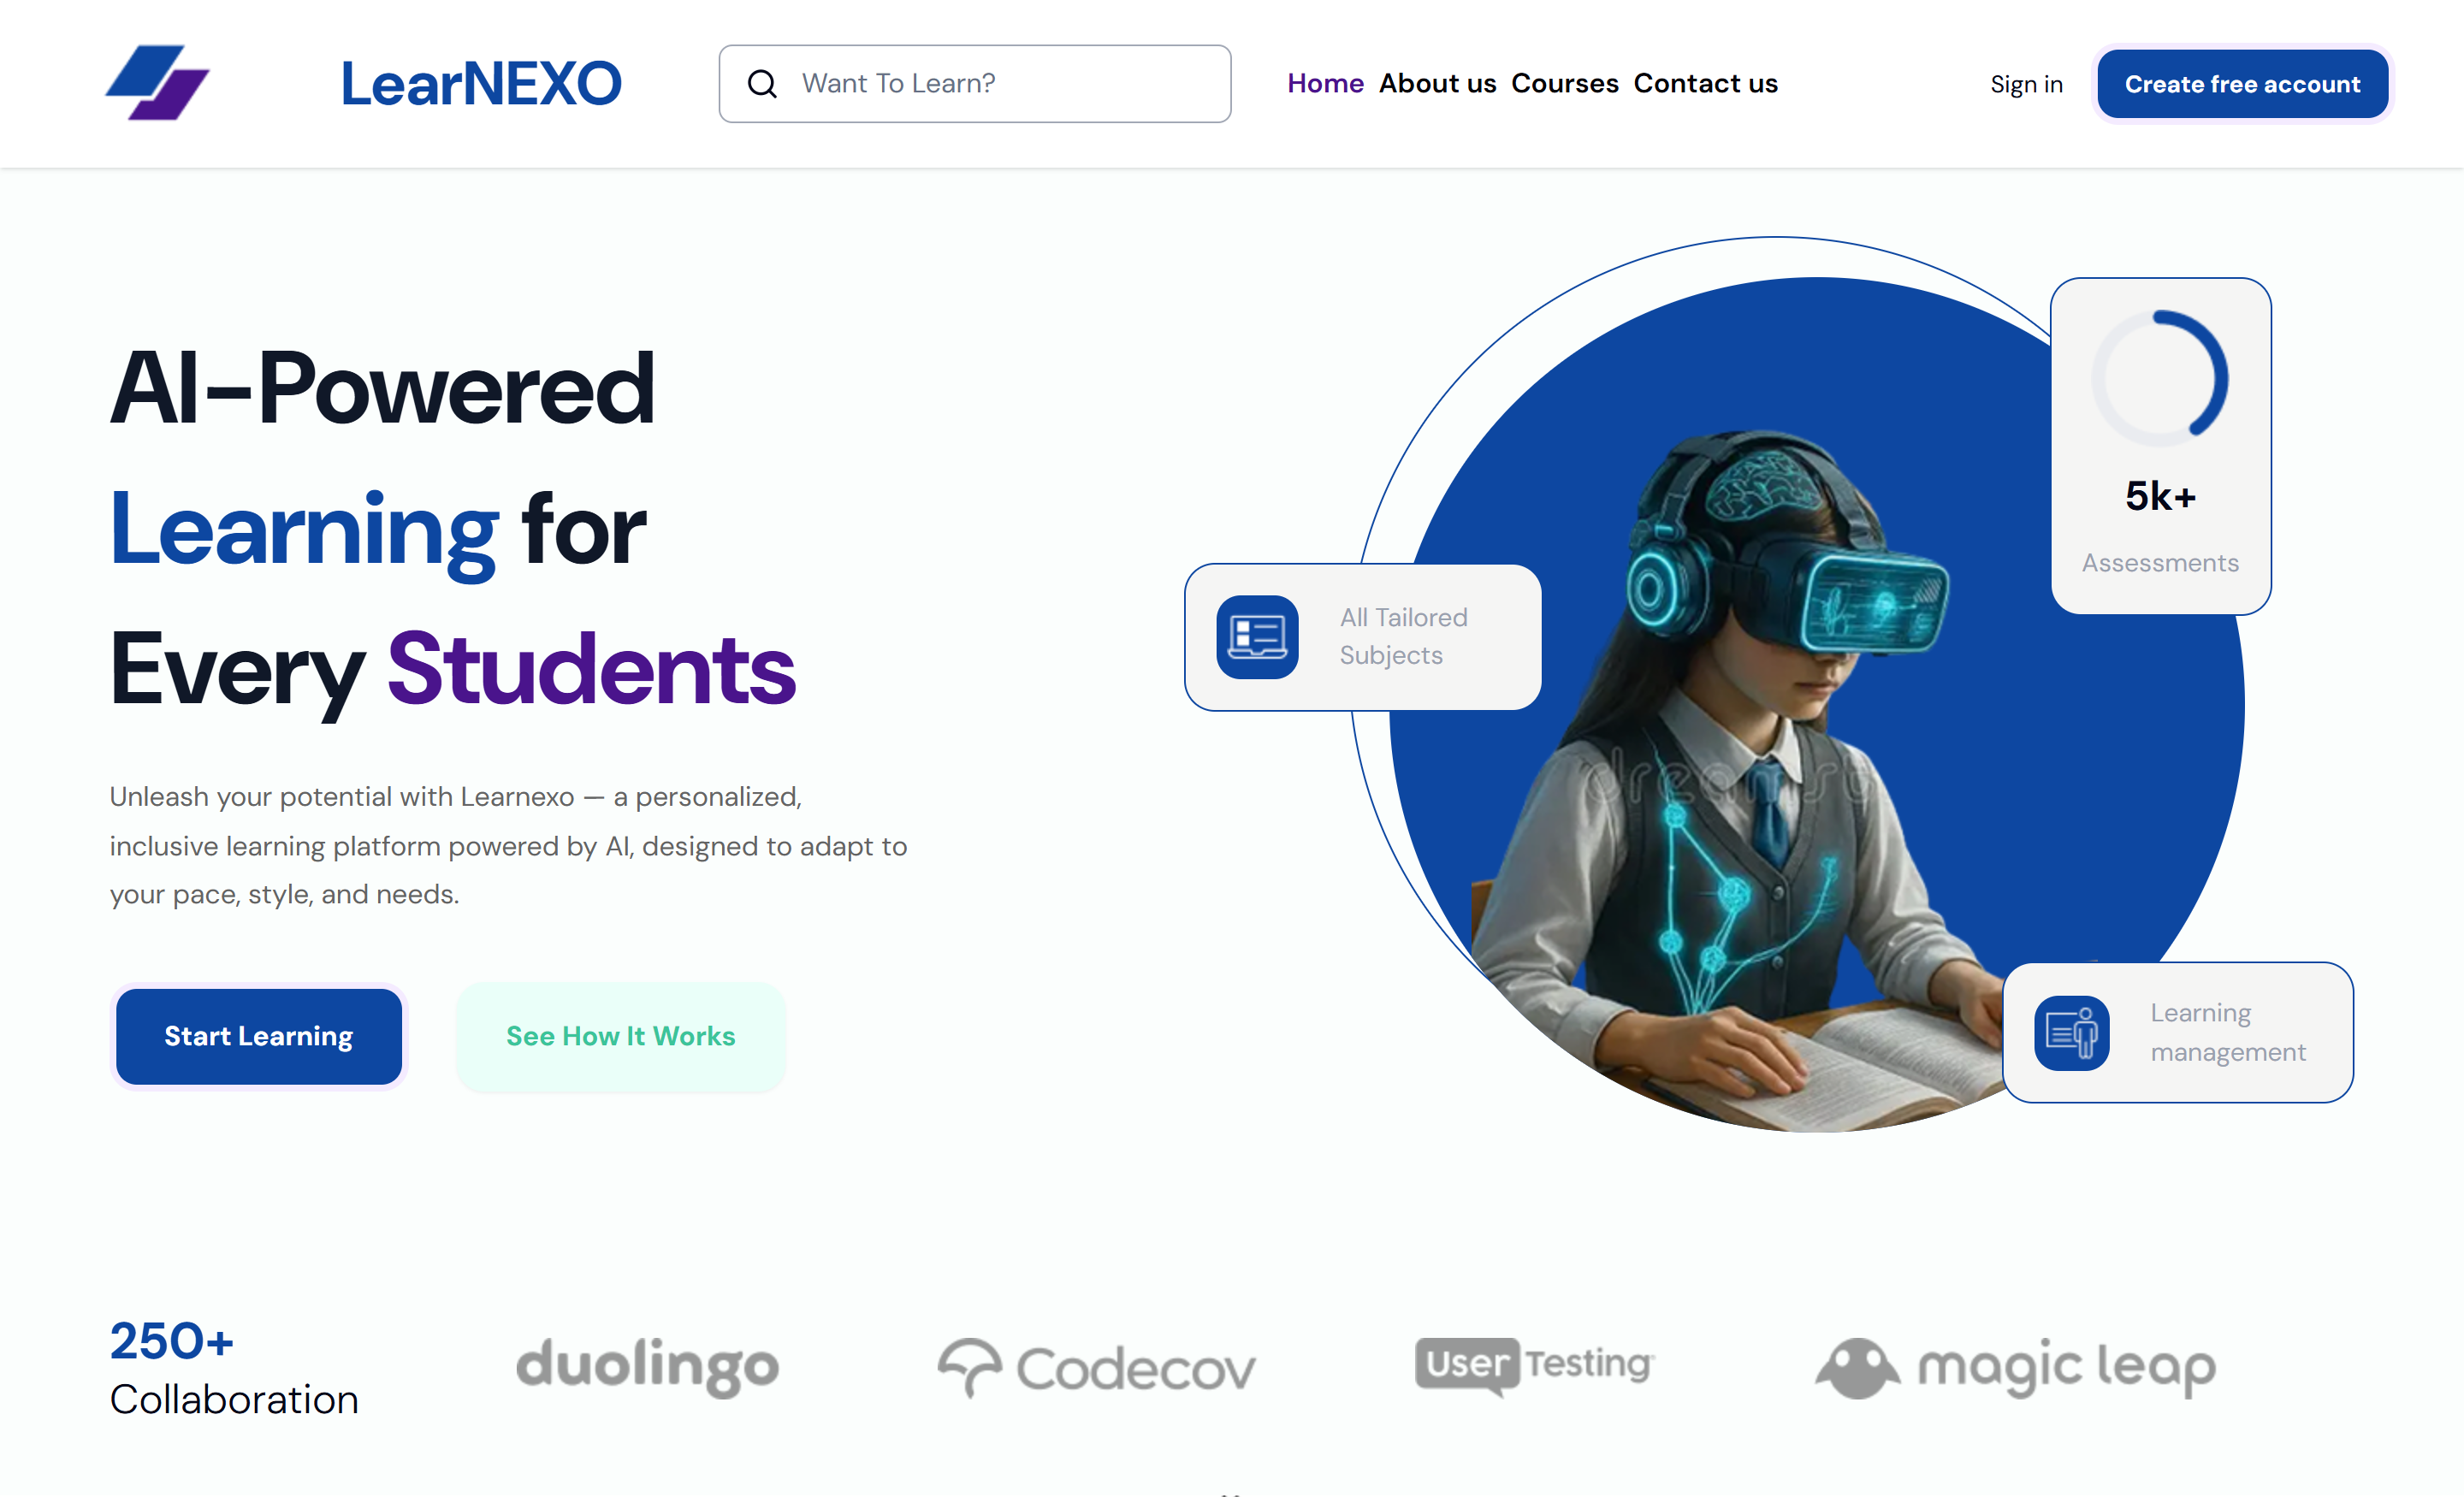 LearNEXO
Want To Learn?
Home About us Courses Contact us
Sign in
Create free account
AI-Powered
Learning for
Every Students
Unleash your potential with Learnexo — a personalized,
inclusive learning platform powered by AI, designed to adapt to
your pace, style, and needs.
Start Learning
See How It Works
5k+
Assessments
All Tailored
Subjects
Learning
management
250+
Collaboration
duolingo
Codecov
UserTesting
magic leap